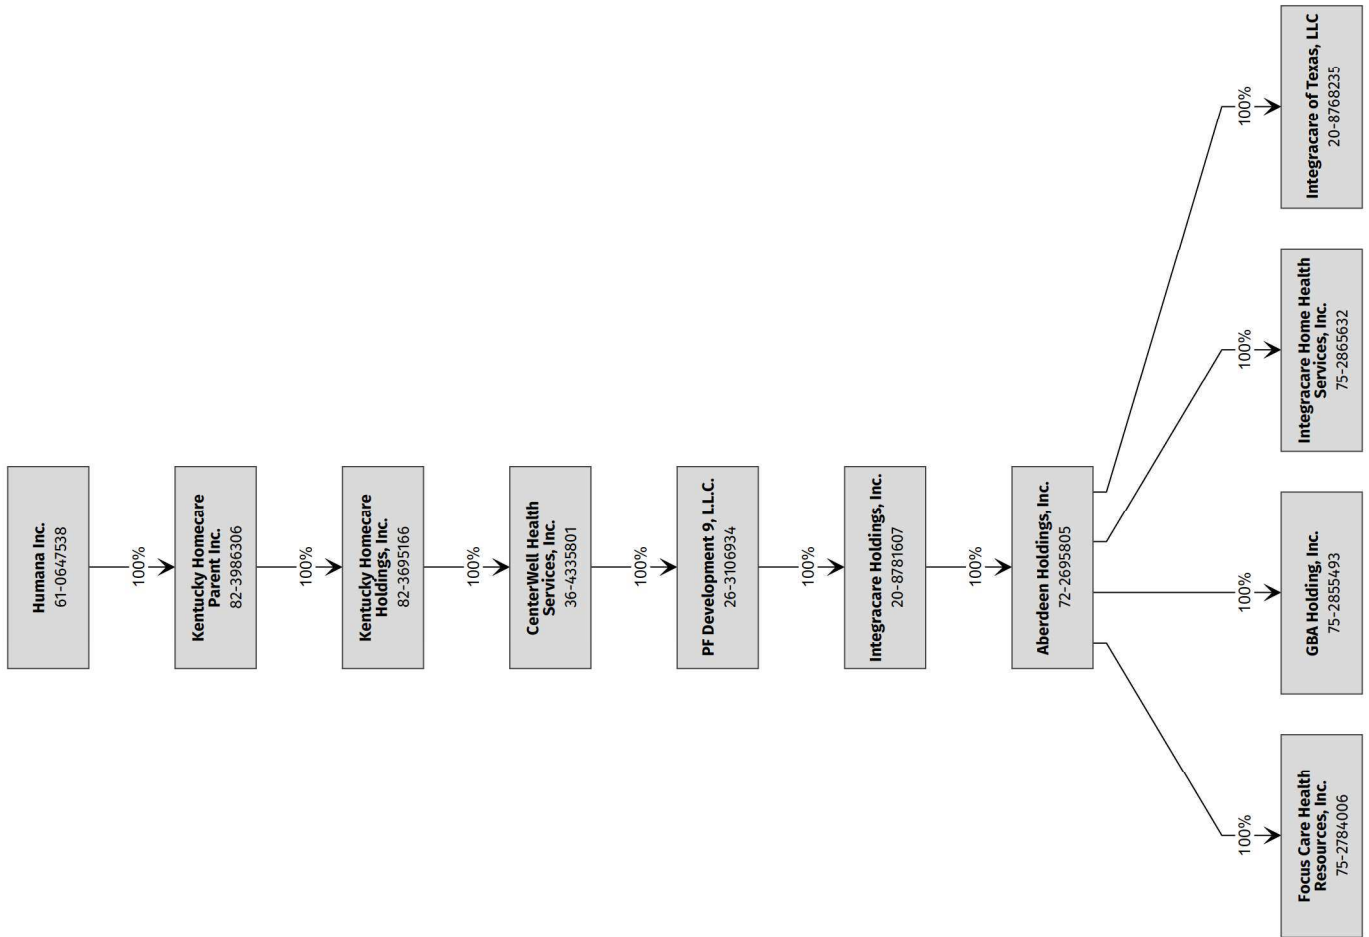 Humana Inc.
61-0647538
100%
Kentucky Homecare
Parent Inc.
82-3986306
100%
Kentucky Homecare
Holdings, Inc.
82-3695166
100%
CenterWell Health
Services, Inc.
36-4335801
100%
PF Development 9, L.L.C.
26-3106934
100%
Integracare Holdings, Inc.
20-8781607
100%
Aberdeen Holdings, Inc.
72-2695805
100%
Focus Care Health
Resources, Inc.
75-2784006
100%
GBA Holding, Inc.
75-2855493
100%
Integracare Home Health
Services, Inc.
75-2865632
100%
Integracare of Texas, LLC
20-8768235